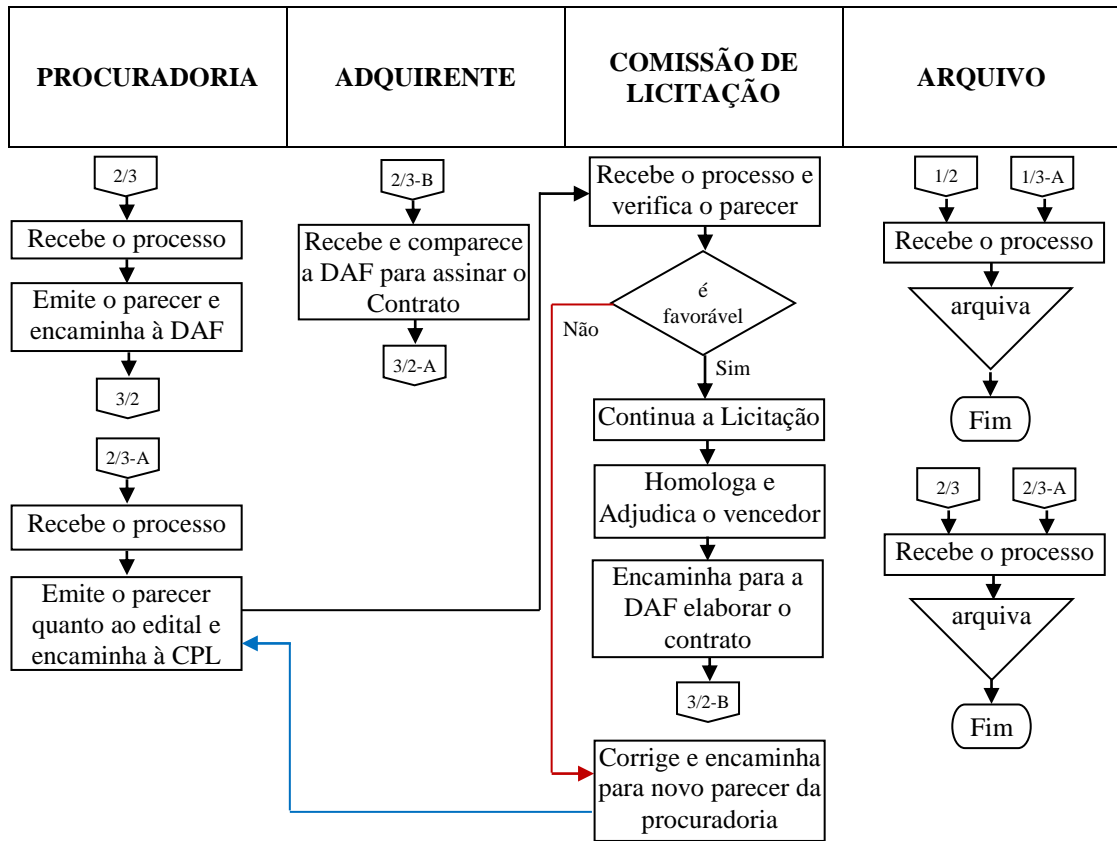 PROCURADORIA
ADQUIRENTE
COMISSÃO DE
LICITAÇÃO
ARQUIVO
2/3
Recebe o processo
Emite o parecer e
encaminha à DAF
3/2
2/3-A
Recebe o processo
Emite o parecer
quanto ao edital e
encaminha à CPL
2/3-B
Recebe e comparece
a DAF para assinar o
Contrato
3/2-A
Recebe o processo e
verifica o parecer
é
favorável
Não
Sim
Continua a Licitação
Homologa e
Adjudica o vencedor
Encaminha para a
DAF elaborar o
contrato
3/2-B
Corrige e encaminha
para novo parecer da
procuradoria
1/2
1/3-A
Recebe o processo
arquiva
Fim
2/3
2/3-A
Recebe o processo
arquiva
Fim